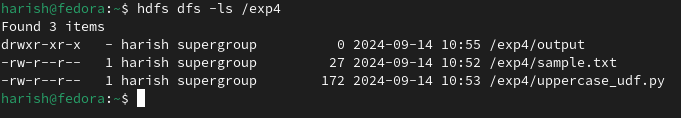 harish@fedora:~$ hdfs dfs -ls /exp4
Found 3 items
drwxr-xr-x   - harish supergroup          0 2024-09-14 10:55 /exp4/output
-rw-r--r--   1 harish supergroup         27 2024-09-14 10:52 /exp4/sample.txt
-rw-r--r--   1 harish supergroup        172 2024-09-14 10:53 /exp4/uppercase_udf.py
harish@fedora:~$